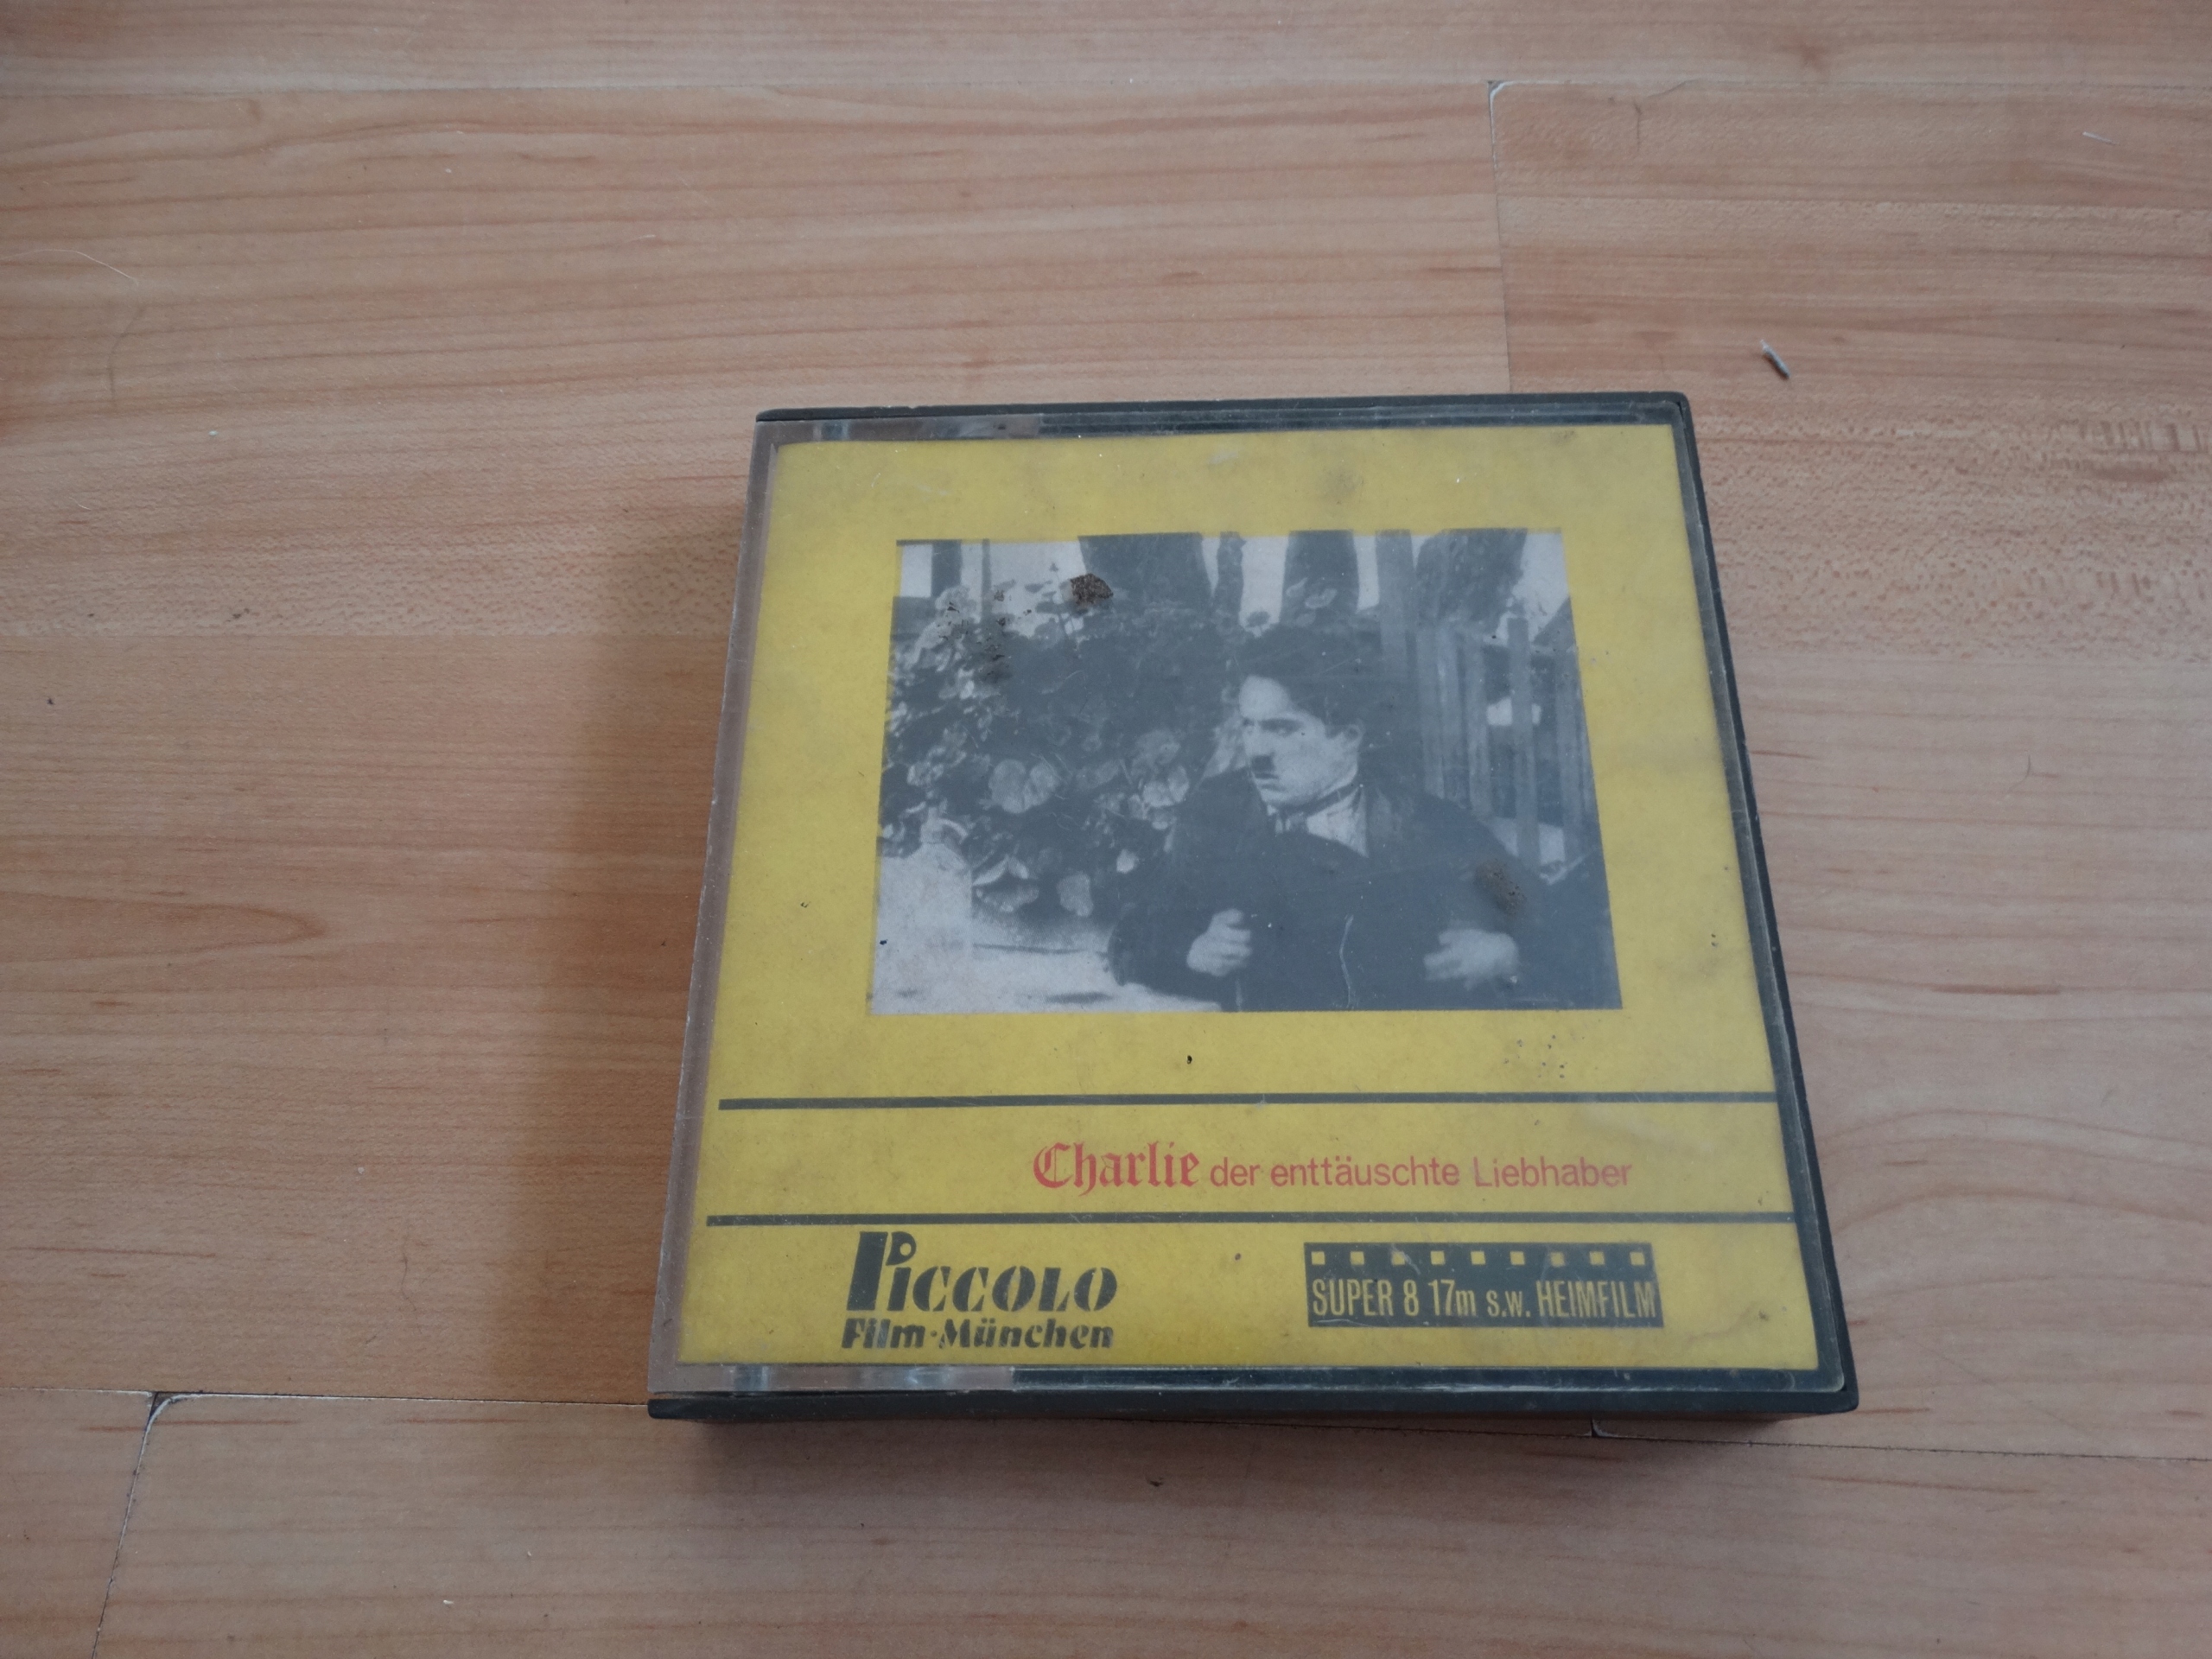 Charlie der enttäuschte Liebhaber
Piccolo
Film·München
SUPER 8 17m s.w. HEIMFILM